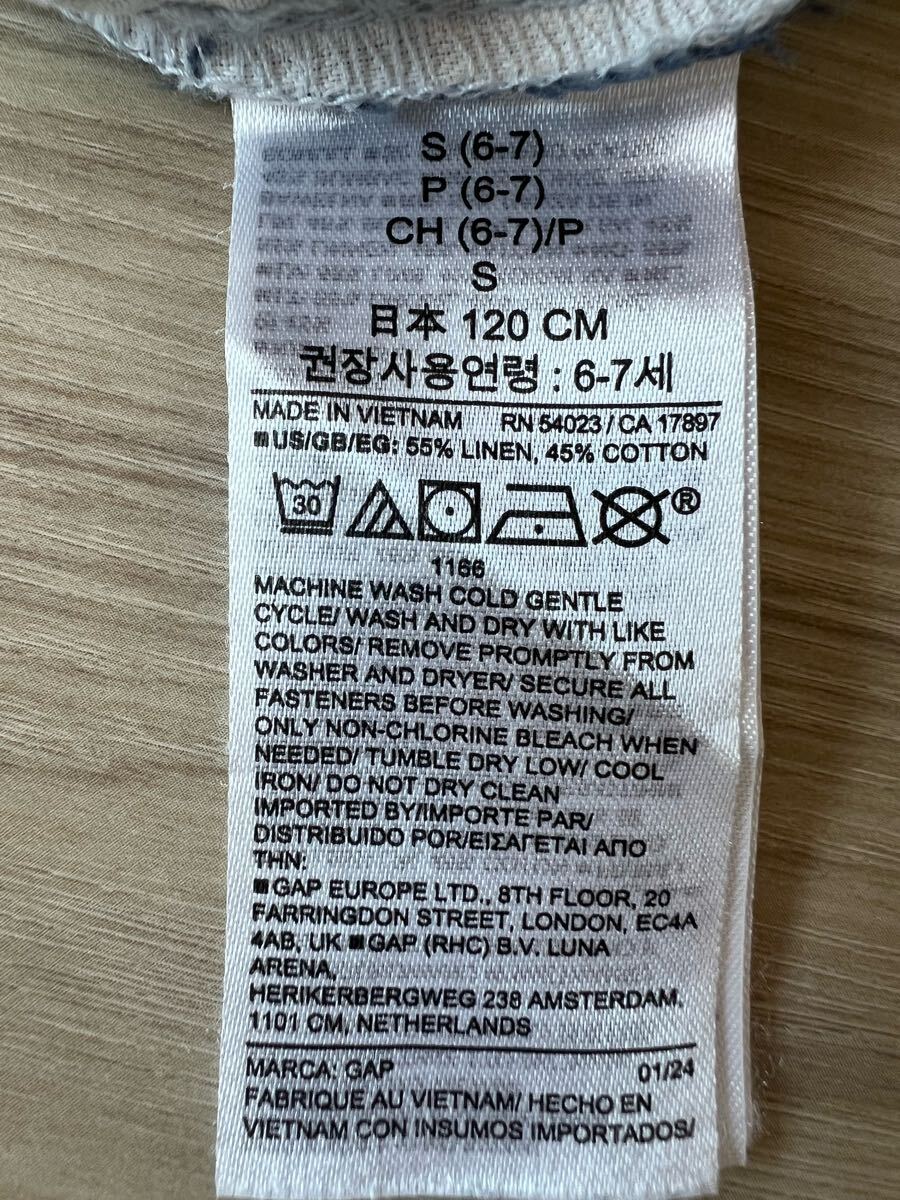 S (6-7)
P (6-7)
CH (6-7)/P
S
日本 120 CM
권장사용연령 : 6-7세
MADE IN VIETNAM RN 54023 / CA 17897
■US/GB/EG: 55% LINEN, 45% COTTON
30
®
1166
MACHINE WASH COLD GENTLE
CYCLE/ WASH AND DRY WITH LIKE
COLORS/ REMOVE PROMPTLY FROM
WASHER AND DRYER/ SECURE ALL
FASTENERS BEFORE WASHING/
ONLY NON-CHLORINE BLEACH WHEN
NEEDED/ TUMBLE DRY LOW/ COOL
IRON/ DO NOT DRY CLEAN
IMPORTED BY/IMPORTE PAR/
DISTRIBUIDO POR/ΕΙΣΑΓΕΤΑΙ ΑΠΟ
ΤΗΝ:
■GAP EUROPE LTD., 8TH FLOOR, 20
FARRINGDON STREET, LONDON, EC4A
4AB, UK ■GAP (RHC) B.V. LUNA
ARENA,
HERIKERBERGWEG 238 AMSTERDAM.
1101 CM, NETHERLANDS
MARCA: GAP 01/24
FABRIQUE AU VIETNAM/ HECHO EN
VIETNAM CON INSUMOS IMPORTADOS/